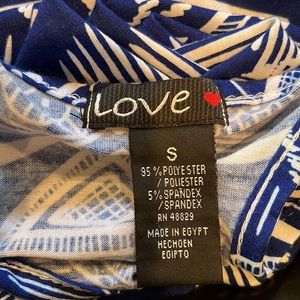 LOVE
S
95 %POLYESTER
/ POLIESTER
5% SPANDEX
/SPANDEX
RN 48829
MADE IN EGYPT
HECHOEN
EGIPTO